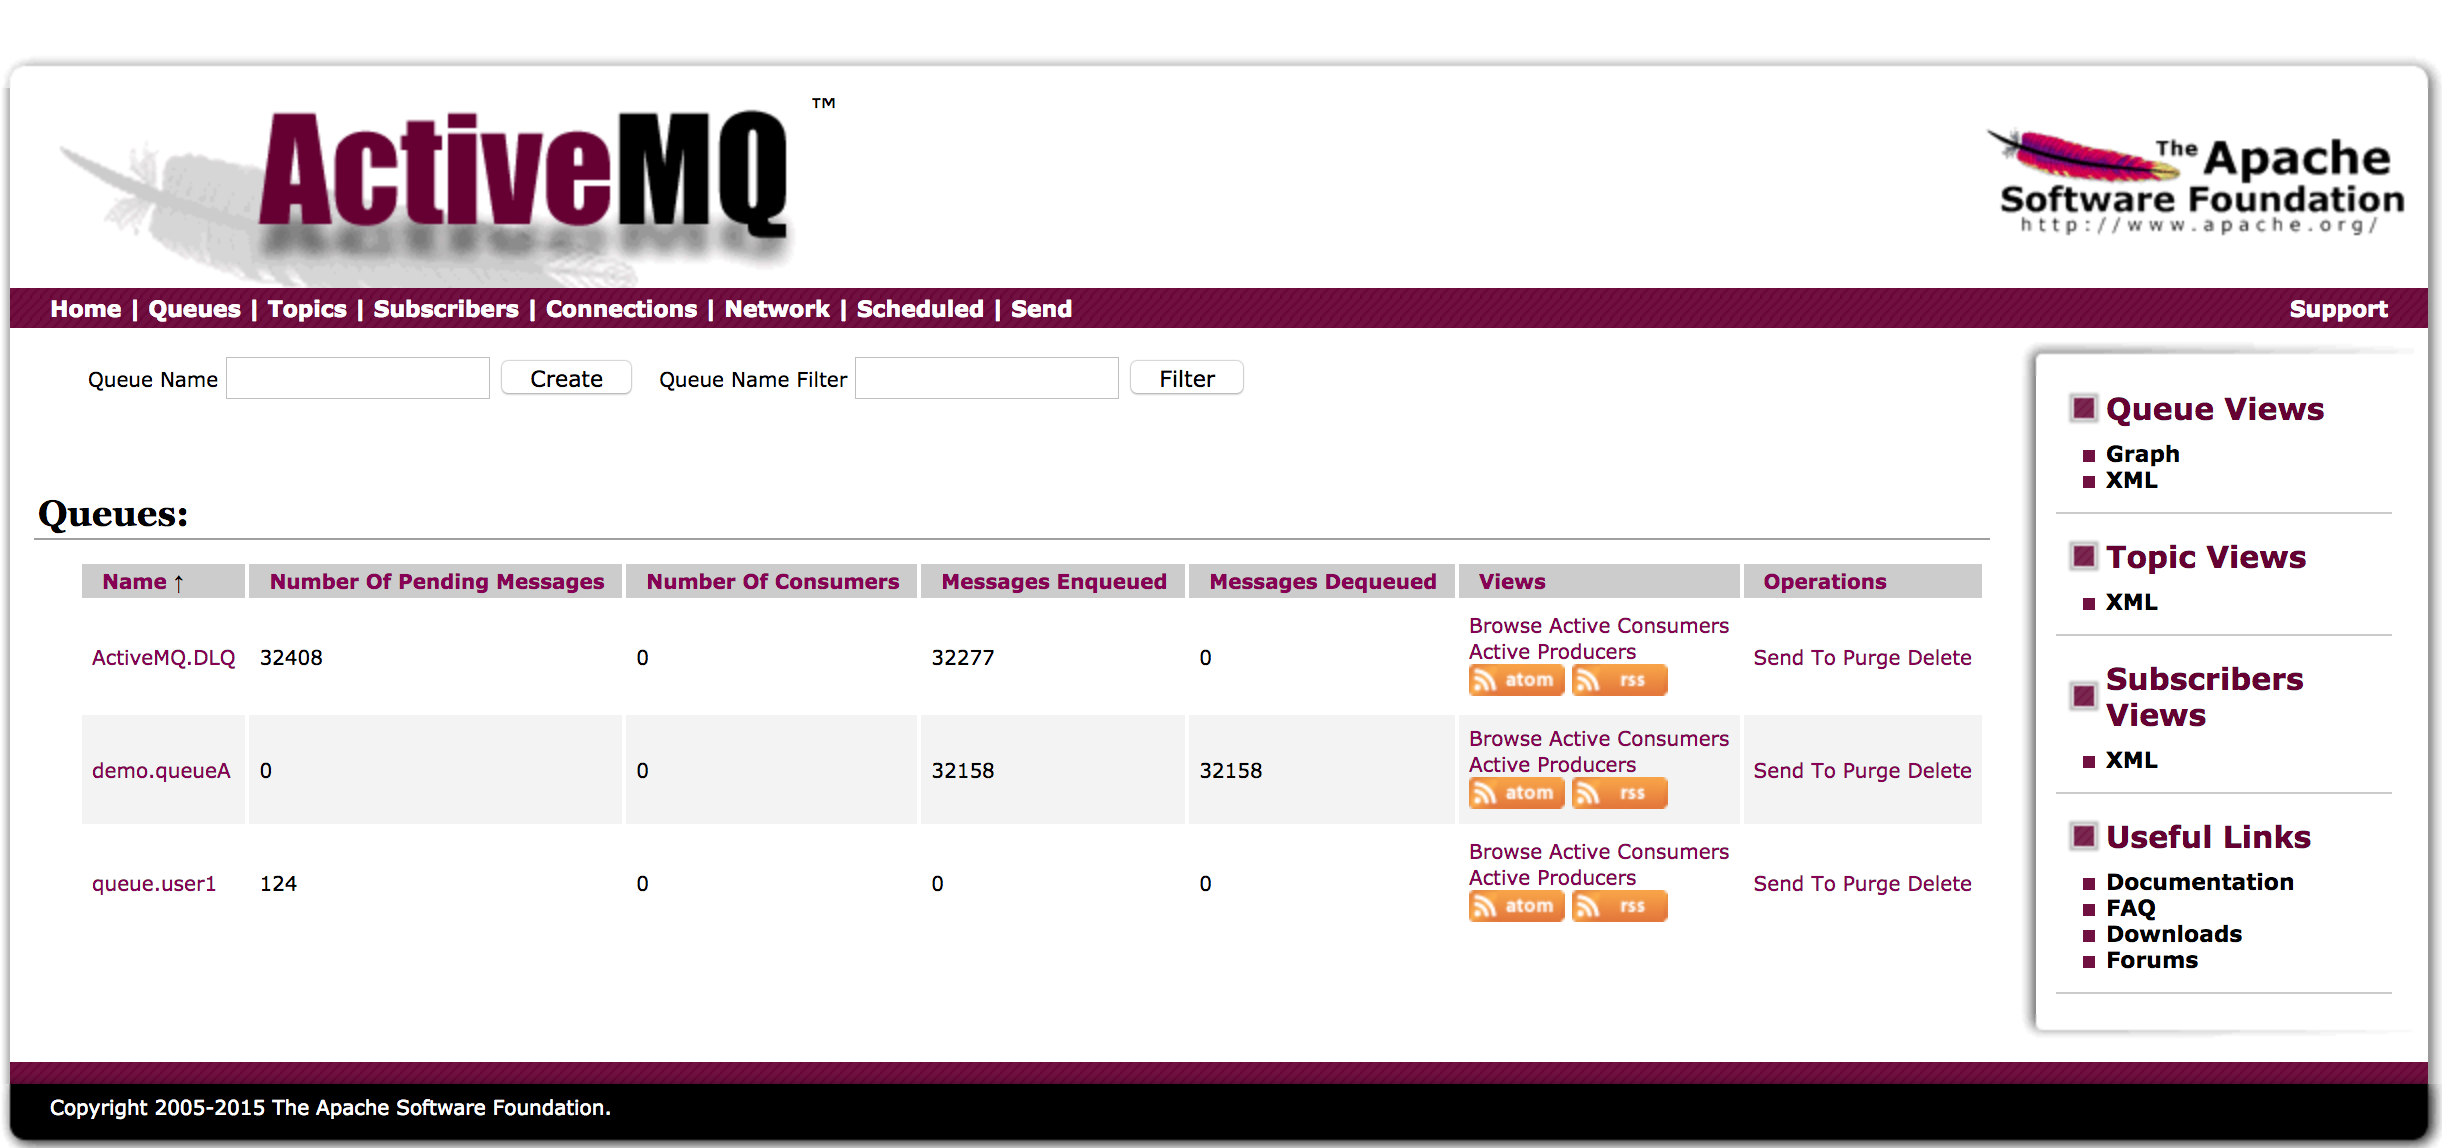 ActiveMQ ™
The Apache
Software Foundation
http://www.apache.org/
Home | Queues | Topics | Subscribers | Connections | Network | Scheduled | Send Support
Queue Name Create Queue Name Filter Filter
Queues:
Name ↑ Number Of Pending Messages Number Of Consumers Messages Enqueued Messages Dequeued Views Operations
ActiveMQ.DLQ 32408 0 32277 0 Browse Active Consumers
Active Producers
atom rss
Send To Purge Delete
demo.queueA 0 0 32158 32158 Browse Active Consumers
Active Producers
atom rss
Send To Purge Delete
queue.user1 124 0 0 0 Browse Active Consumers
Active Producers
atom rss
Send To Purge Delete
Queue Views
Graph
XML
Topic Views
XML
Subscribers
Views
XML
Useful Links
Documentation
FAQ
Downloads
Forums
Copyright 2005-2015 The Apache Software Foundation.